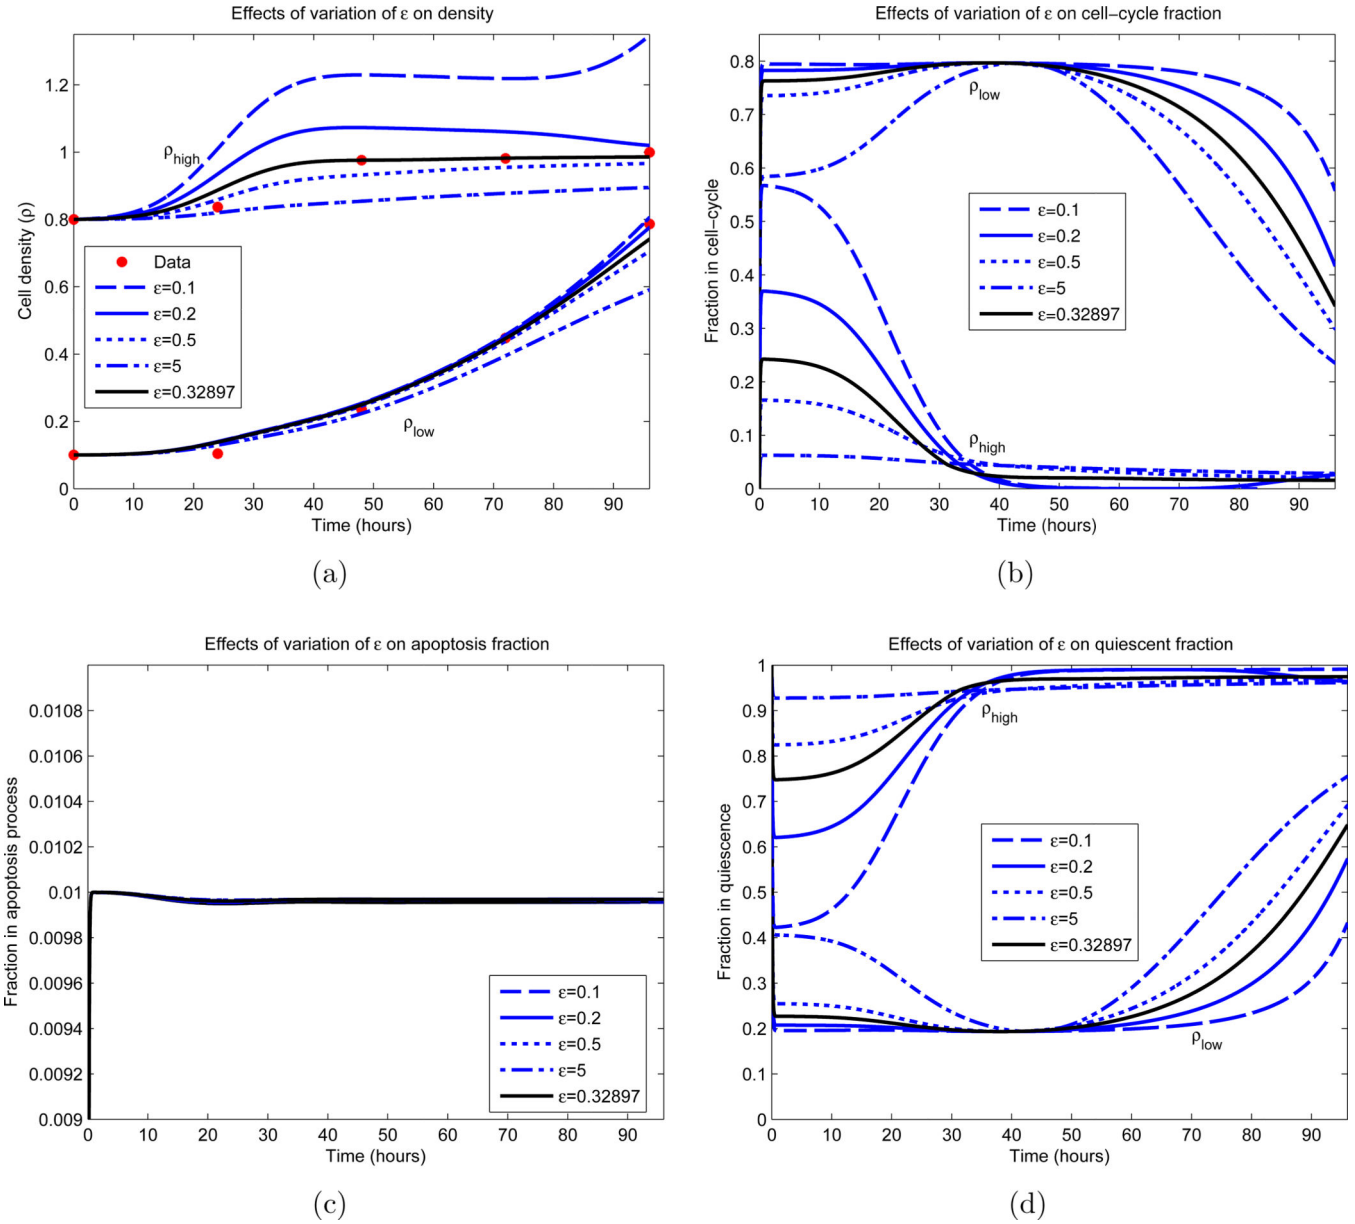 Effects of variation of ε on density
1.2
1
0.8
0.6
0.4
0.2
0
Cell density (ρ)
ρhigh
Data
ε=0.1
ε=0.2
ε=0.5
ε=5
ε=0.32897
ρlow
0 10 20 30 40 50 60 70 80 90
Time (hours)
(a)
Effects of variation of ε on cell-cycle fraction
0.8
0.7
0.6
0.5
0.4
0.3
0.2
0.1
0
Fraction in cell-cycle
ρlow
ε=0.1
ε=0.2
ε=0.5
ε=5
ε=0.32897
ρhigh
0 10 20 30 40 50 60 70 80 90
Time (hours)
(b)
Effects of variation of ε on apoptosis fraction
0.0108
0.0106
0.0104
0.0102
0.01
0.0098
0.0096
0.0094
0.0092
0.009
Fraction in apoptosis process
ε=0.1
ε=0.2
ε=0.5
ε=5
ε=0.32897
0 10 20 30 40 50 60 70 80 90
Time (hours)
(c)
Effects of variation of ε on quiescent fraction
1
0.9
0.8
0.7
0.6
0.5
0.4
0.3
0.2
0.1
0
Fraction in quiescence
ρhigh
ε=0.1
ε=0.2
ε=0.5
ε=5
ε=0.32897
ρlow
0 10 20 30 40 50 60 70 80 90
Time (hours)
(d)